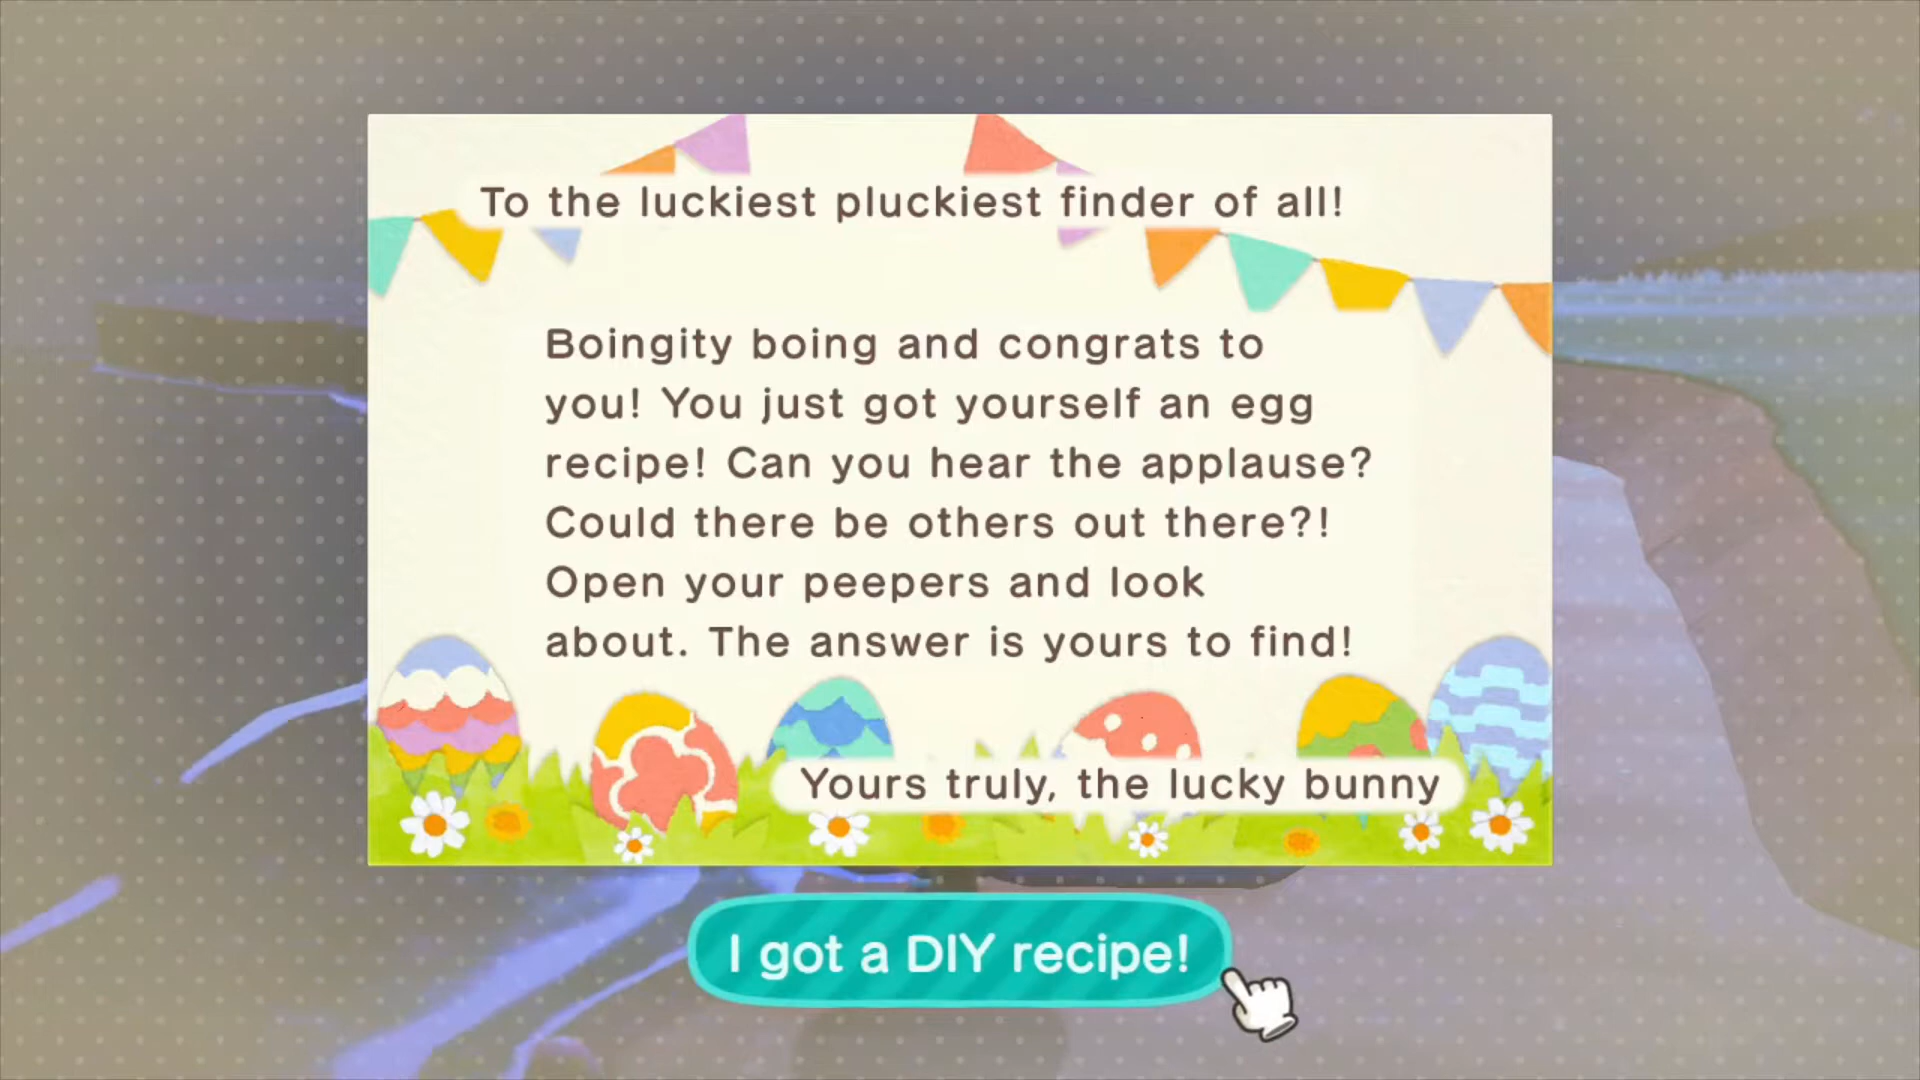 To the luckiest pluckiest finder of all!
Boingity boing and congrats to
you! You just got yourself an egg
recipe! Can you hear the applause?
Could there be others out there?!
Open your peepers and look
about. The answer is yours to find!
Yours truly, the lucky bunny
I got a DIY recipe!